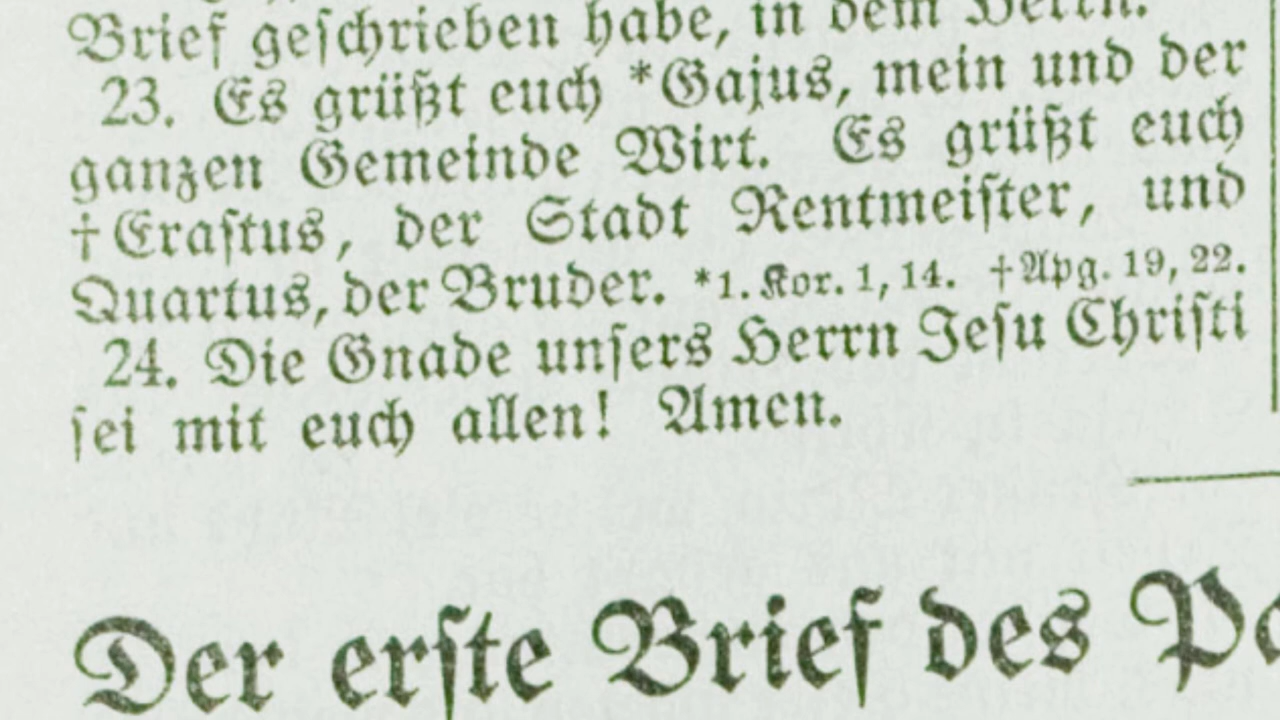 Brief geschrieben habe, in dem Herrn.
23. Es grüßt euch *Gajus, mein und der
ganzen Gemeinde Wirt. Es grüßt euch
†Erastus, der Stadt Rentmeister, und
Quartus, der Bruder. *1. Kor. 1, 14. †Apg. 19, 22.
24. Die Gnade unsers Herrn Jesu Christi
sei mit euch allen! Amen.
Der erste Brief des